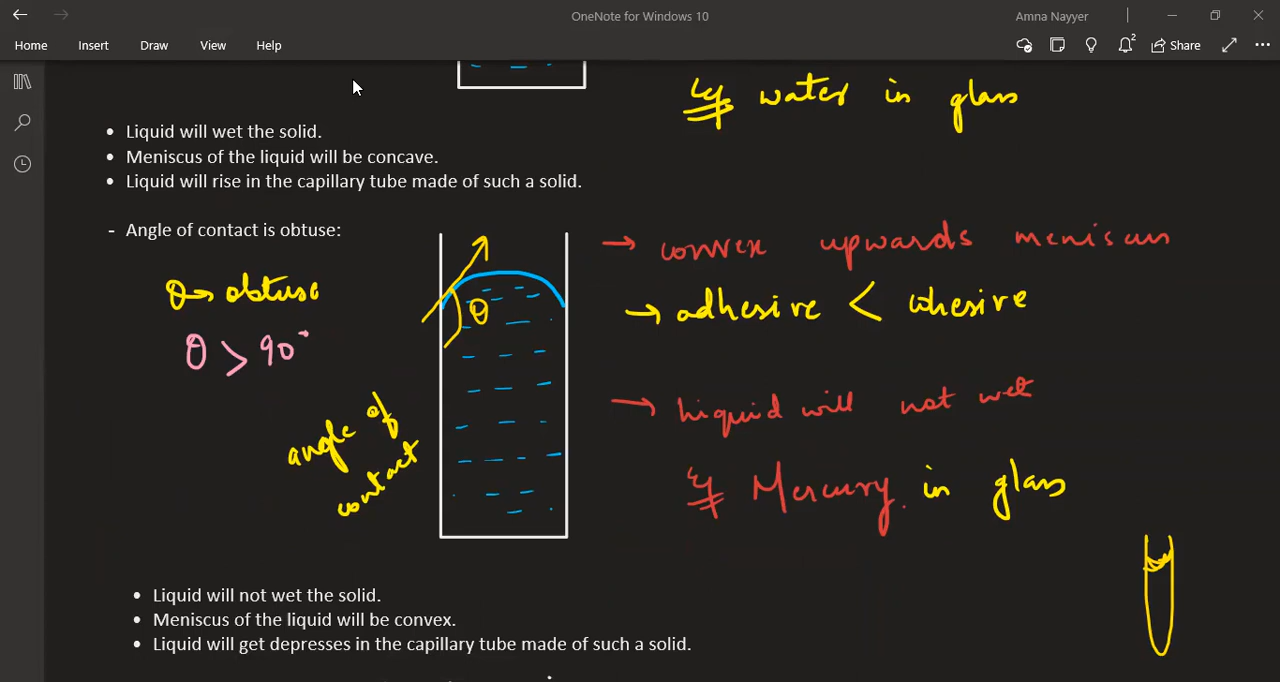 OneNote for Windows 10
Amna Nayyer
Home Insert Draw View Help
2
Share
water in glass
• Liquid will wet the solid.
• Meniscus of the liquid will be concave.
• Liquid will rise in the capillary tube made of such a solid.
- Angle of contact is obtuse:
→ convex upwards meniscus
θ → obtuse
θ
→ adhesive < cohesive
θ > 90°
→ Liquid will not wet
angle of
contact
Mercury in glass
• Liquid will not wet the solid.
• Meniscus of the liquid will be convex.
• Liquid will get depresses in the capillary tube made of such a solid.